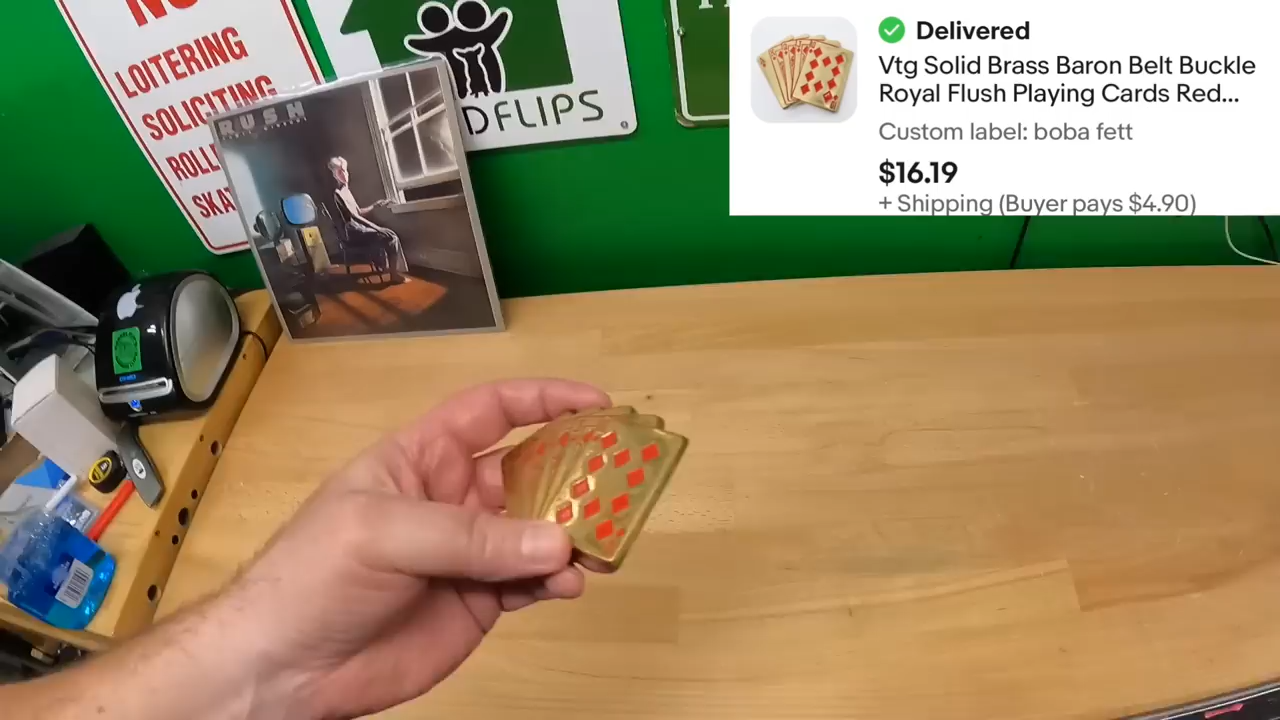 NO
LOITERING
SOLICITING
ROLL
SKA
RUSH
DFLIPS
Delivered
Vtg Solid Brass Baron Belt Buckle
Royal Flush Playing Cards Red...
Custom label: boba fett
$16.19
+ Shipping (Buyer pays $4.90)